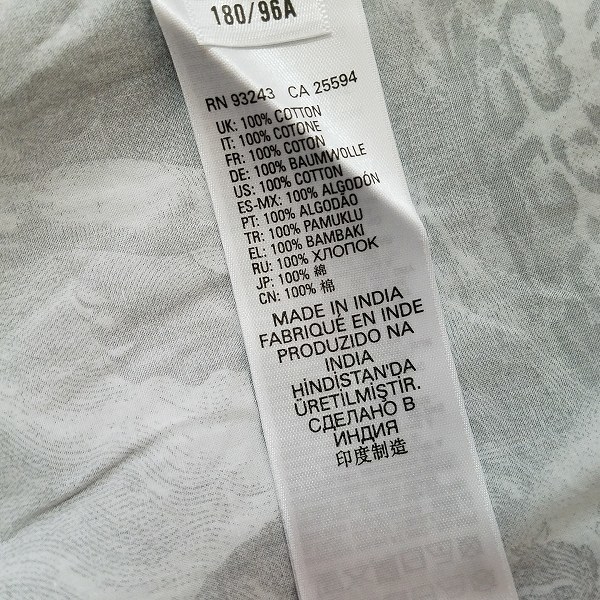 180/96A
RN 93243 CA 25594
UK: 100% COTTON
IT: 100% COTONE
FR: 100% COTON
DE: 100% BAUMWOLLE
US: 100% COTTON
ES-MX: 100% ALGODÓN
PT: 100% ALGODÃO
TR: 100% PAMUKLU
EL: 100% BAMBAKI
RU: 100% ХЛОПОК
JP: 100% 綿
CN: 100% 棉
MADE IN INDIA
FABRIQUÉ EN INDE
PRODUZIDO NA
INDIA
HİNDİSTAN'DA
ÜRETİLMİŞTİR.
СДЕЛАНО В
ИНДИЯ
印度制造